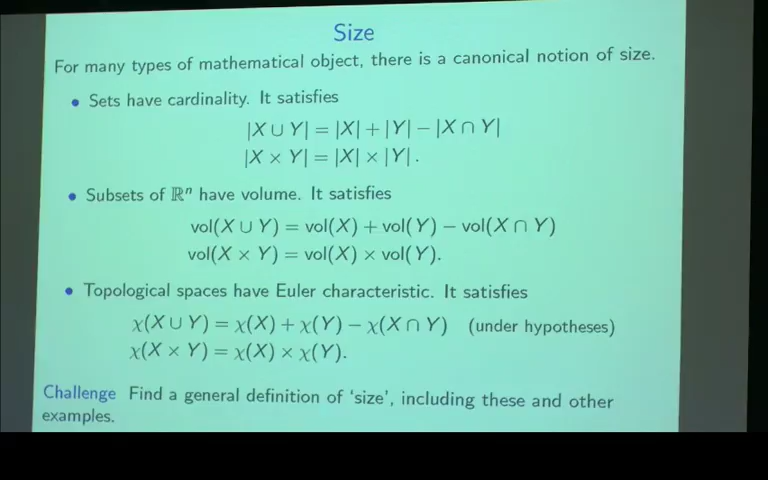 Size
For many types of mathematical object, there is a canonical notion of size.
• Sets have cardinality. It satisfies
|X ∪ Y| = |X| + |Y| − |X ∩ Y|
|X × Y| = |X| × |Y|.
• Subsets of ℝⁿ have volume. It satisfies
vol(X ∪ Y) = vol(X) + vol(Y) − vol(X ∩ Y)
vol(X × Y) = vol(X) × vol(Y).
• Topological spaces have Euler characteristic. It satisfies
χ(X ∪ Y) = χ(X) + χ(Y) − χ(X ∩ Y) (under hypotheses)
χ(X × Y) = χ(X) × χ(Y).
Challenge Find a general definition of ‘size’, including these and other
examples.